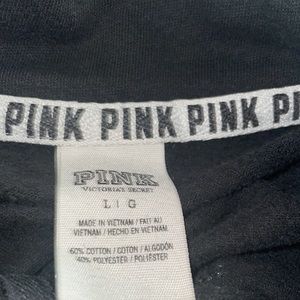 PINK PINK PINK PI
PINK
VICTORIA'S SECRET
L | G
MADE IN VIETNAM / FAIT AU
VIETNAM / HECHO EN VIETNAM
60% COTTON / COTON / ALGODÓN
40% POLYESTER / POLIÉSTER